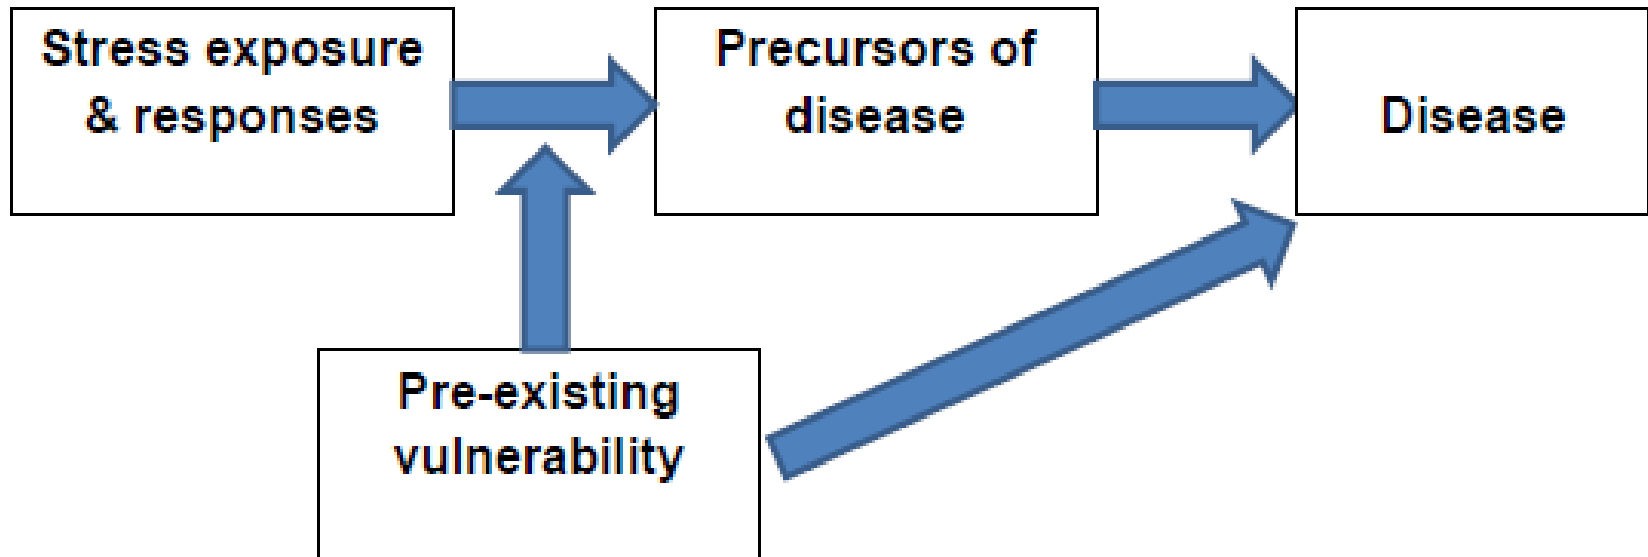 Stress exposure
& responses
Precursors of
disease
Disease
Pre-existing
vulnerability